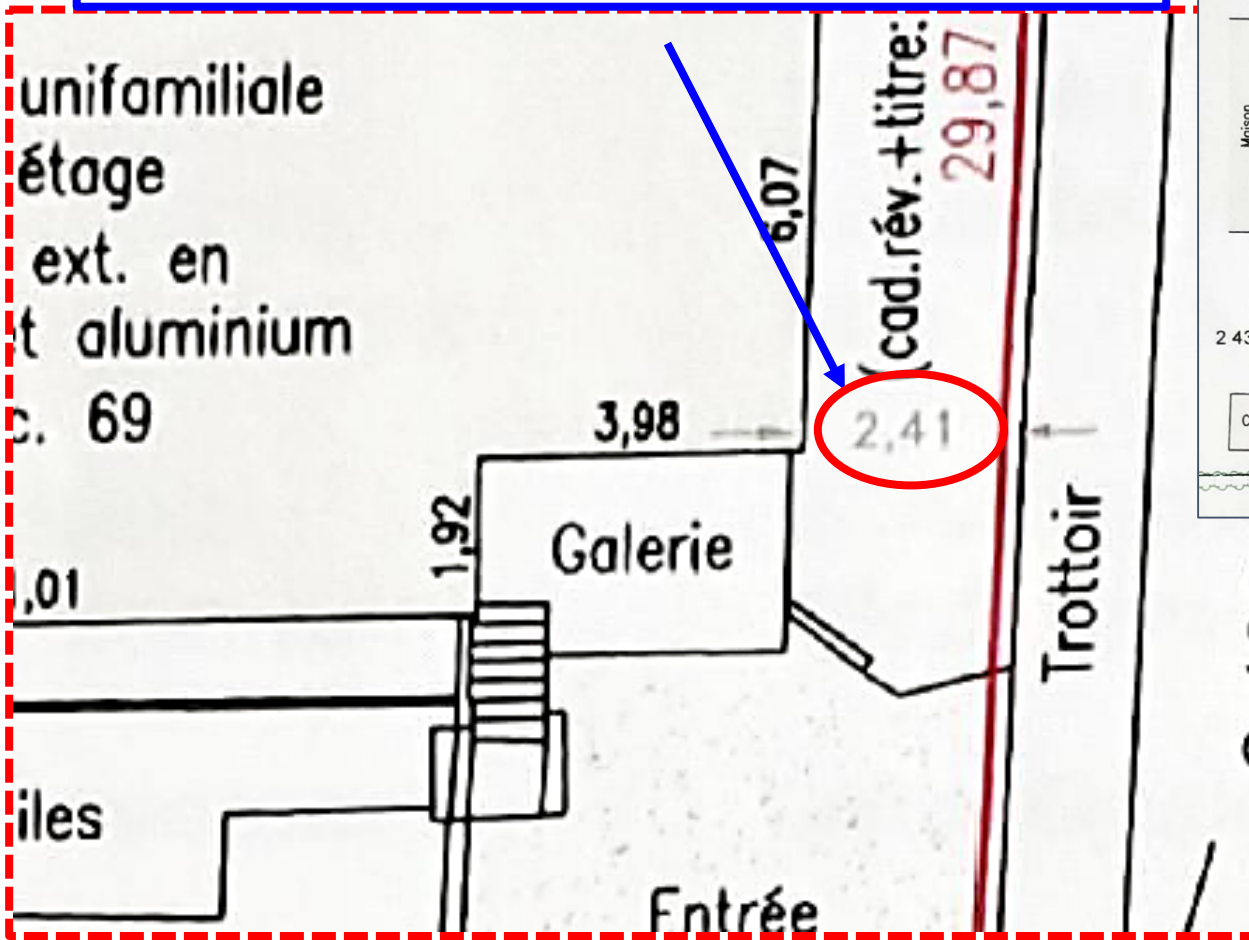 unifamiliale
étage
ext. en
t aluminium
c. 69
6,07
(cad.rév.+titre:
29,87
3,98
2,41
1,92
Galerie
,01
Trottoir
iles
Entrée
Maison
2 43